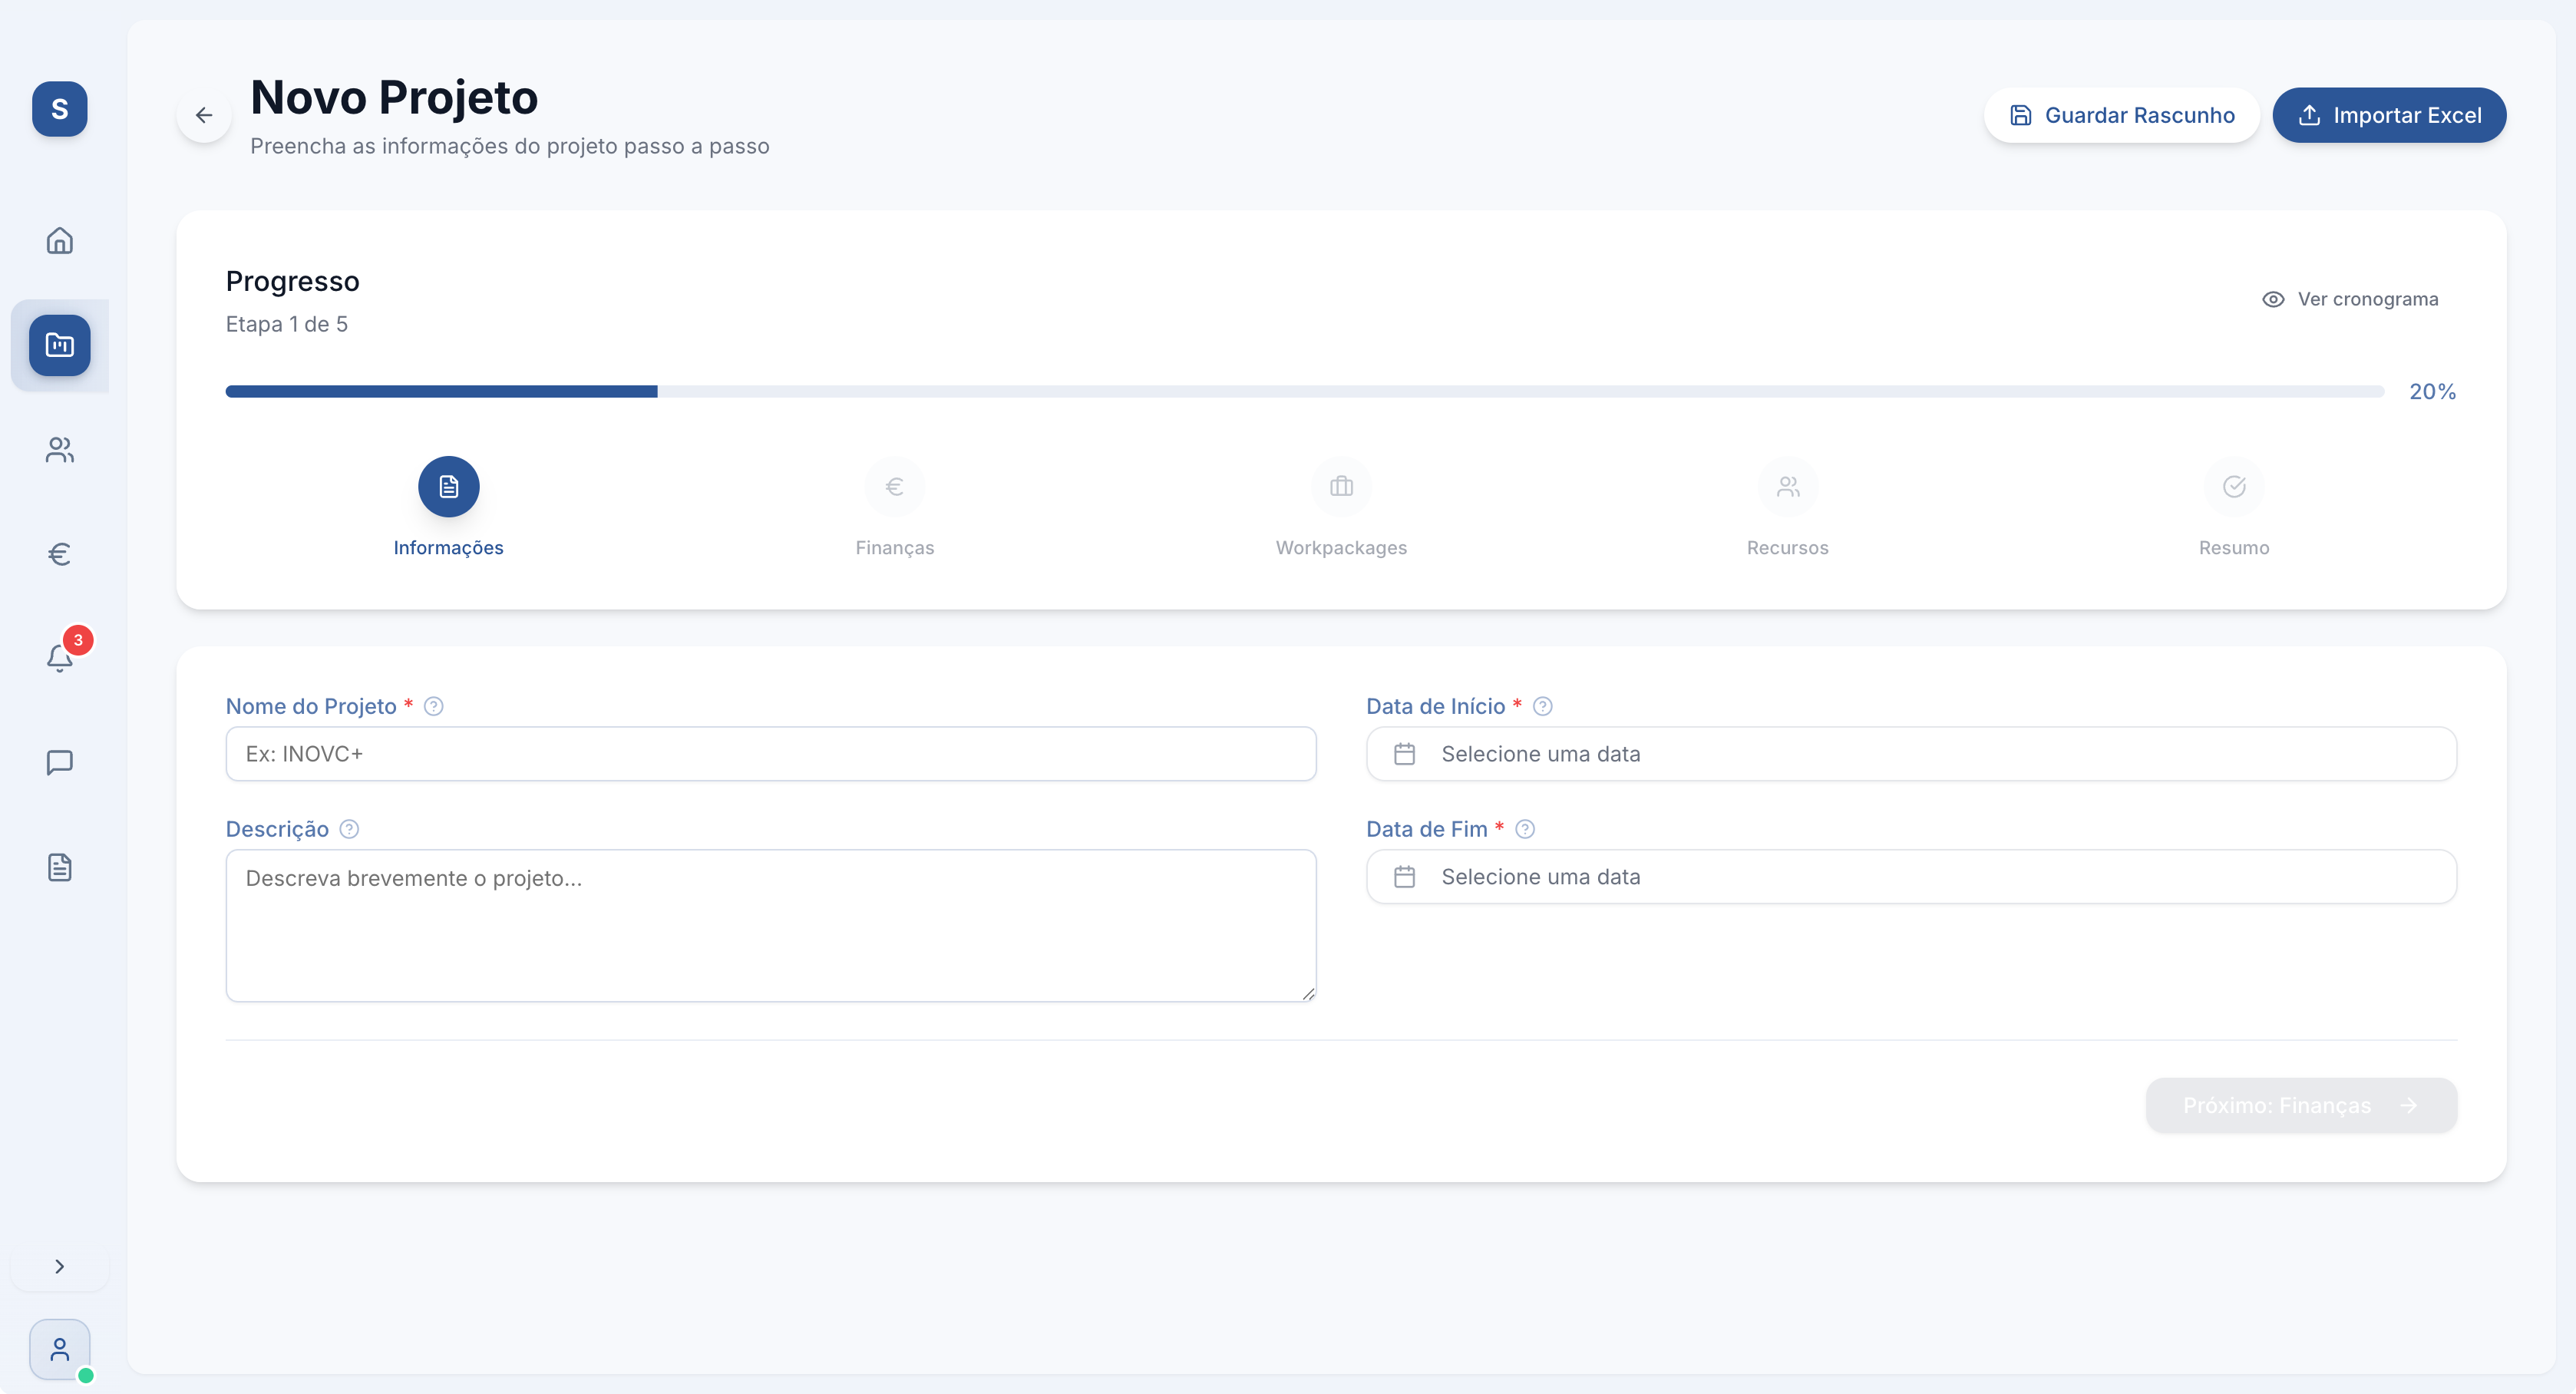 S
Novo Projeto
Preencha as informações do projeto passo a passo
Guardar Rascunho
Importar Excel
Progresso
Etapa 1 de 5
Ver cronograma
20%
Informações
Finanças
Workpackages
Recursos
Resumo
3
Nome do Projeto *
Ex: INOVC+
Data de Início *
Selecione uma data
Descrição
Descreva brevemente o projeto...
Data de Fim *
Selecione uma data
Próximo: Finanças